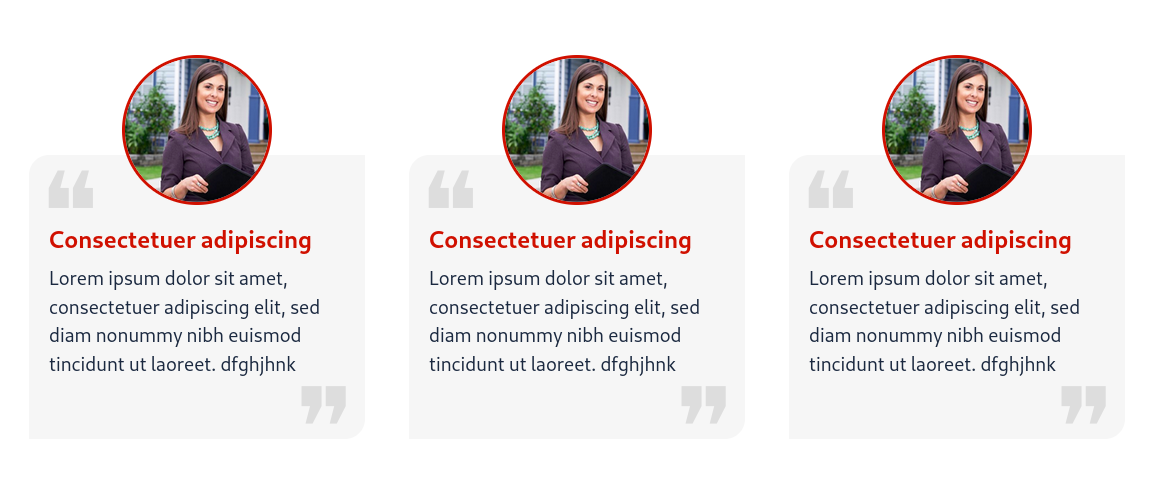 ❝
Consectetuer adipiscing
Lorem ipsum dolor sit amet,
consectetuer adipiscing elit, sed
diam nonummy nibh euismod
tincidunt ut laoreet. dfghjhnk
❞
❝
Consectetuer adipiscing
Lorem ipsum dolor sit amet,
consectetuer adipiscing elit, sed
diam nonummy nibh euismod
tincidunt ut laoreet. dfghjhnk
❞
❝
Consectetuer adipiscing
Lorem ipsum dolor sit amet,
consectetuer adipiscing elit, sed
diam nonummy nibh euismod
tincidunt ut laoreet. dfghjhnk
❞